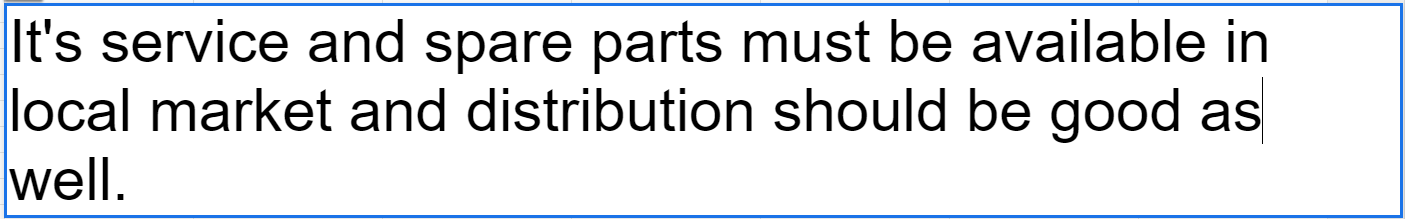 It's service and spare parts must be available in
local market and distribution should be good as
well.